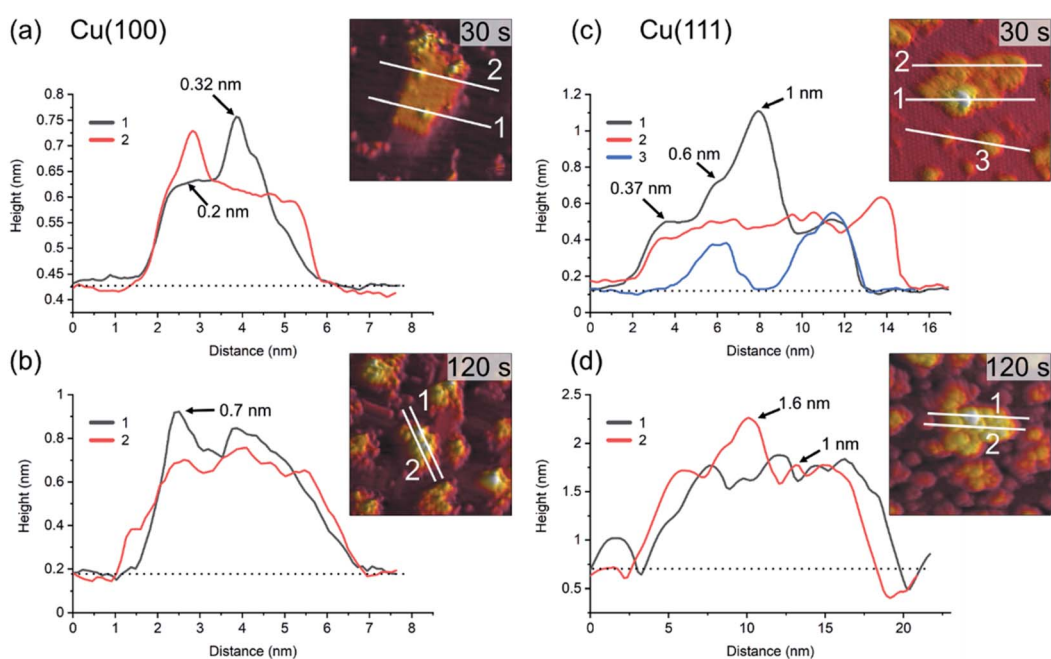 (a) Cu(100)
30 s
2
1
0.32 nm
0.2 nm
1
2
Height (nm)
0.8
0.75
0.7
0.65
0.6
0.55
0.5
0.45
0.4
0 1 2 3 4 5 6 7 8
Distance (nm)
(c) Cu(111)
30 s
2
1
3
1 nm
0.6 nm
0.37 nm
1
2
3
Height (nm)
1.2
1
0.8
0.6
0.4
0.2
0
0 2 4 6 8 10 12 14 16
Distance (nm)
(b)
120 s
1
2
0.7 nm
1
2
Height (nm)
1
0.8
0.6
0.4
0.2
0
0 1 2 3 4 5 6 7 8
Distance (nm)
(d)
120 s
1
2
1.6 nm
1 nm
1
2
Height (nm)
2.5
2
1.5
1
0.5
0 5 10 15 20
Distance (nm)